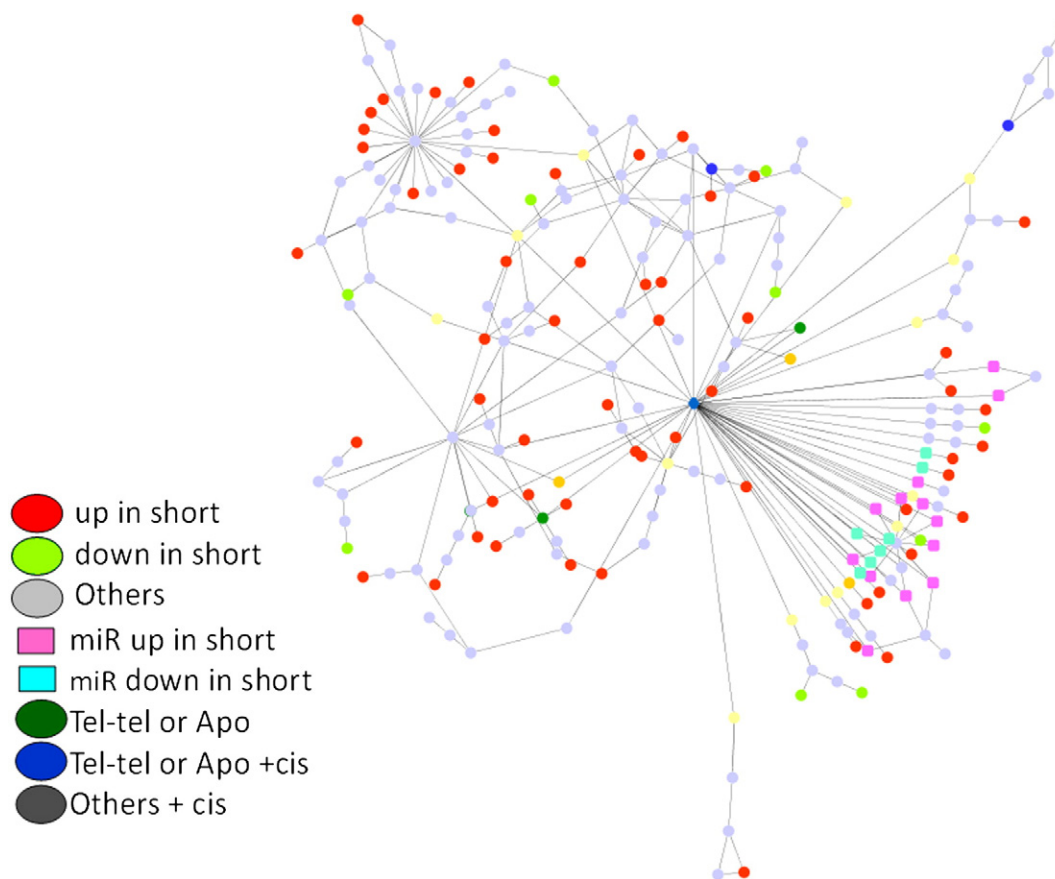 up in short
down in short
Others
miR up in short
miR down in short
Tel-tel or Apo
Tel-tel or Apo +cis
Others + cis